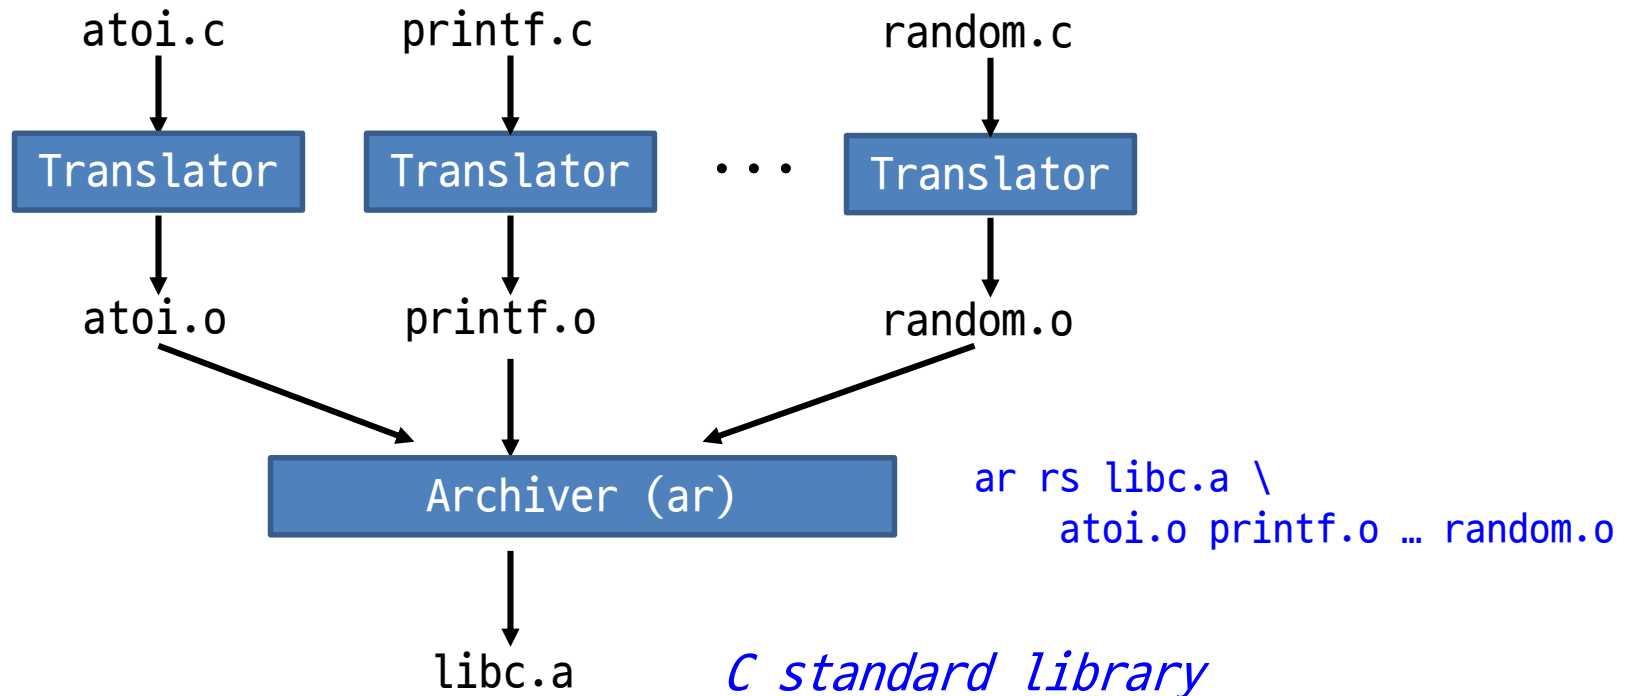 atoi.c printf.c random.c
Translator Translator ... Translator
atoi.o printf.o random.o
Archiver (ar)
ar rs libc.a \
atoi.o printf.o … random.o
libc.a
C standard library